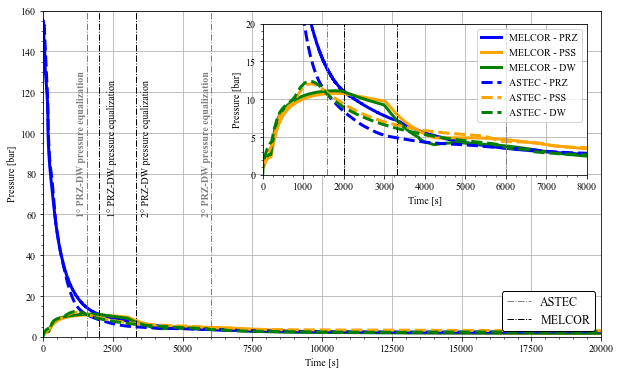 160
140
120
100
80
60
40
20
0
Pressure [bar]
0
2500
5000
7500
10000
12500
15000
17500
20000
Time [s]
1° PRZ-DW pressure equalization
1° PRZ-DW pressure equalization
2° PRZ-DW pressure equalization
2° PRZ-DW pressure equalization
20
15
10
5
0
Pressure [bar]
0
1000
2000
3000
4000
5000
6000
7000
8000
Time [s]
MELCOR - PRZ
MELCOR - PSS
MELCOR - DW
ASTEC - PRZ
ASTEC - PSS
ASTEC - DW
ASTEC
MELCOR